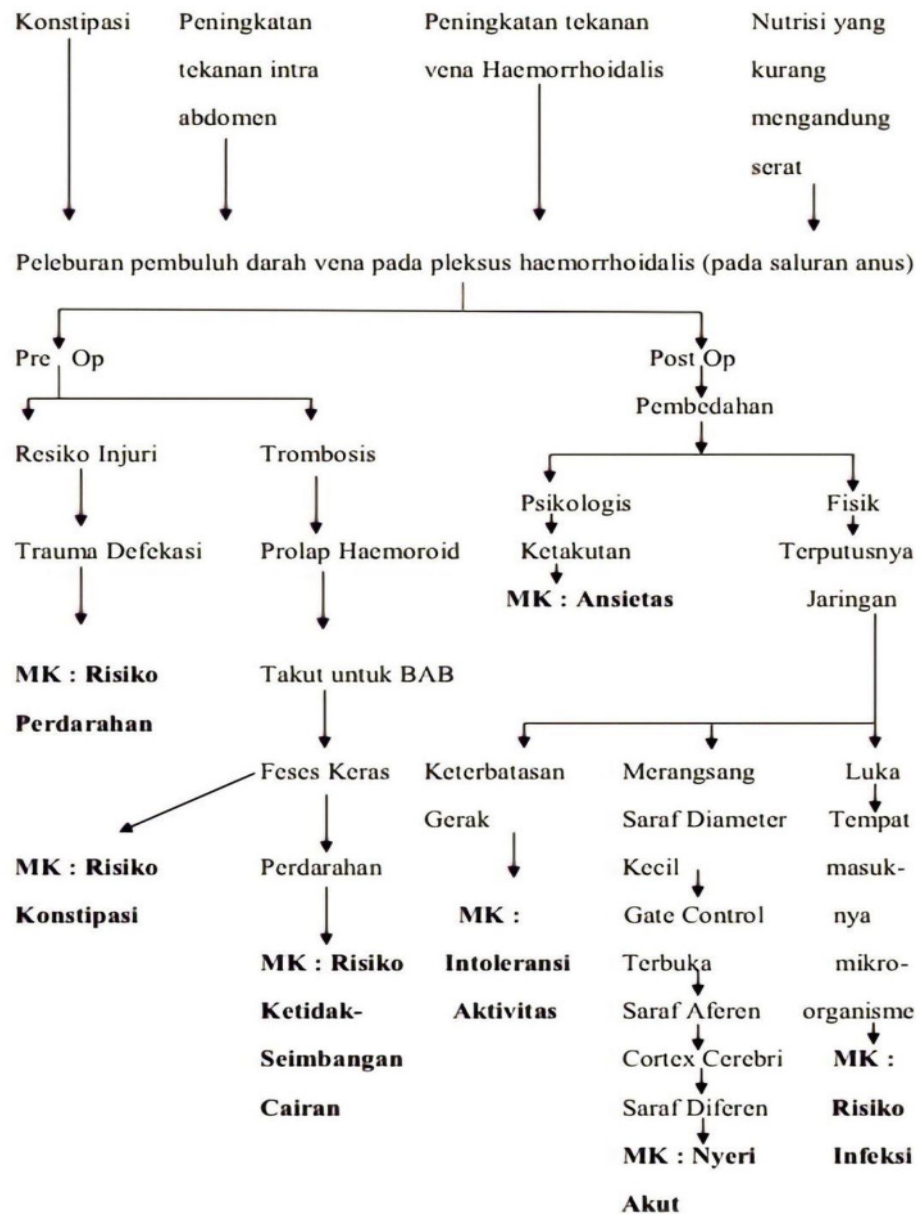 Konstipasi
Peningkatan
tekanan intra
abdomen
Peningkatan tekanan
vena Haemorrhoidalis
Nutrisi yang
kurang
mengandung
serat
Peleburan pembuluh darah vena pada pleksus haemorrhoidalis (pada saluran anus)
Pre Op
Resiko Injuri
Trauma Defekasi
MK : Risiko
Perdarahan
Trombosis
Prolap Haemoroid
Takut untuk BAB
Feses Keras
MK : Risiko
Konstipasi
Perdarahan
MK : Risiko
Ketidak-
Seimbangan
Cairan
Post Op
Pembedahan
Psikologis
Ketakutan
MK : Ansietas
Fisik
Terputusnya
Jaringan
Keterbatasan
Gerak
MK :
Intoleransi
Aktivitas
Merangsang
Saraf Diameter
Kecil
Gate Control
Terbuka
Saraf Aferen
Cortex Cerebri
Saraf Diferen
MK : Nyeri
Akut
Luka
Tempat
masuk-
nya
mikro-
organisme
MK :
Risiko
Infeksi